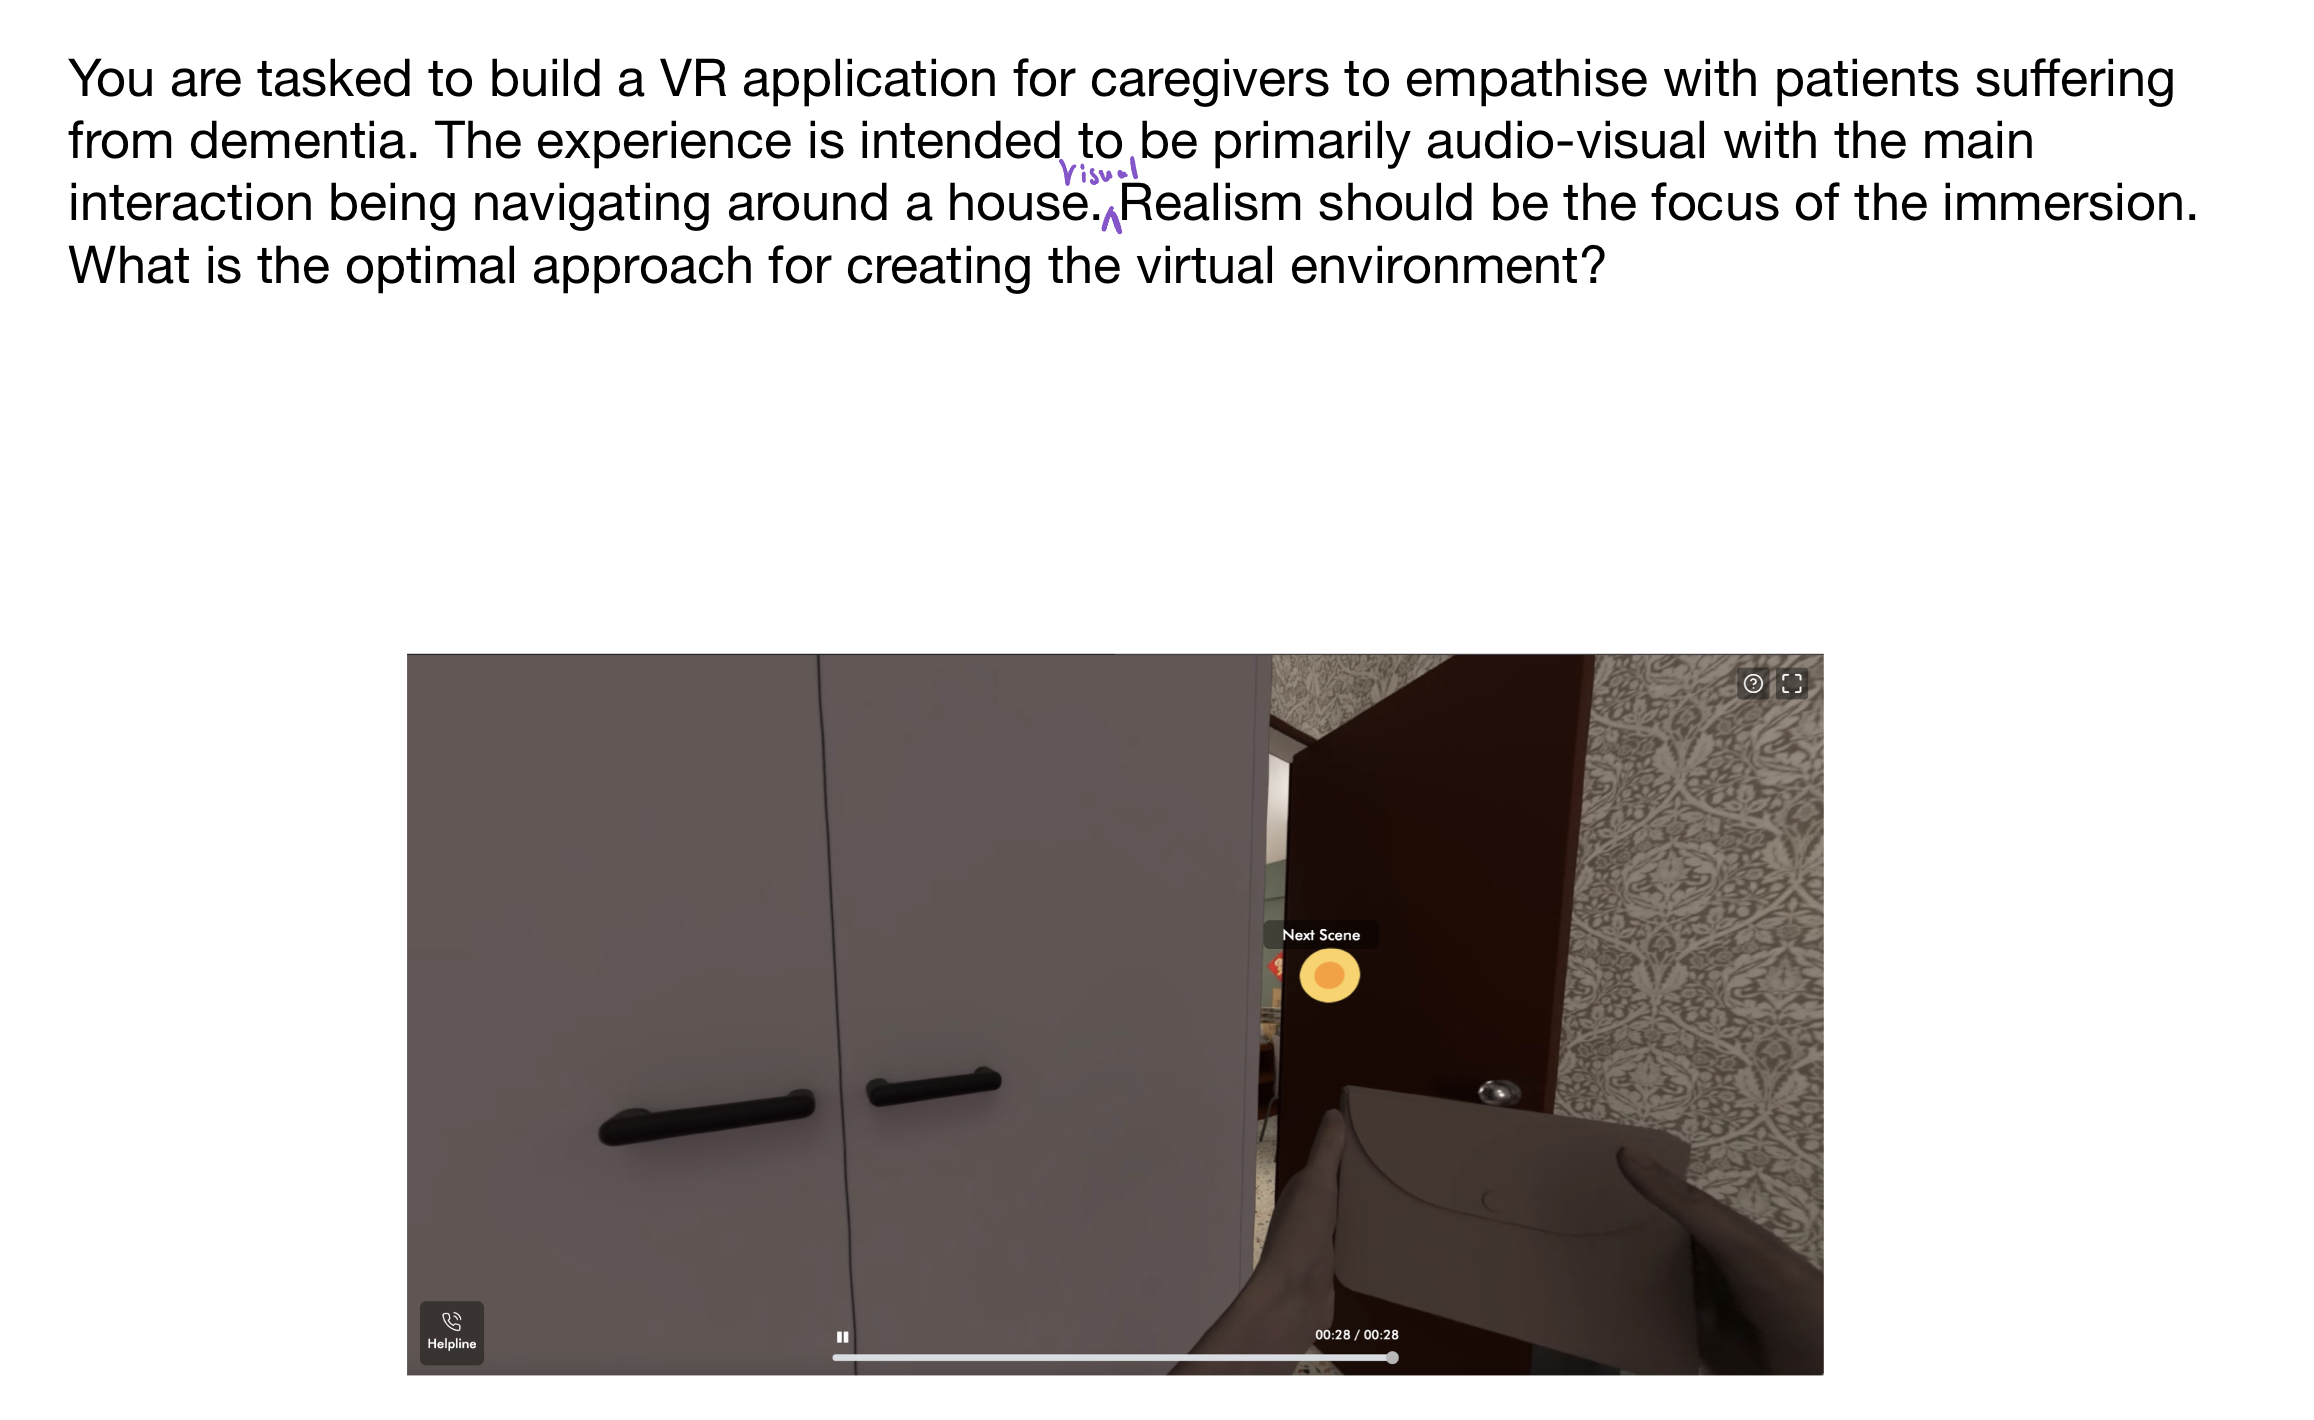 You are tasked to build a VR application for caregivers to empathise with patients suffering
from dementia. The experience is intended to be primarily audio-visual with the main
visual
interaction being navigating around a house. Realism should be the focus of the immersion.
What is the optimal approach for creating the virtual environment?
Next Scene
00:28 / 00:28
Helpline